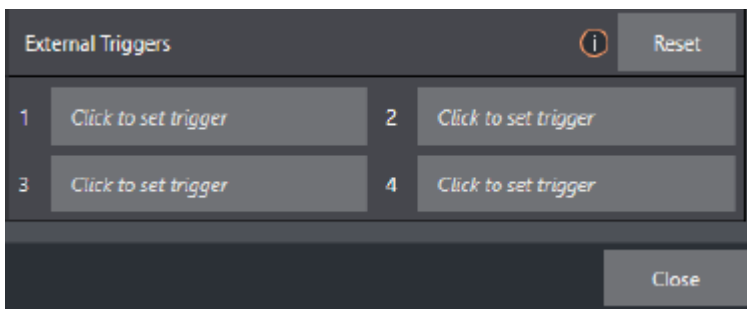 External Triggers Reset
1 Click to set trigger 2 Click to set trigger
3 Click to set trigger 4 Click to set trigger
Close